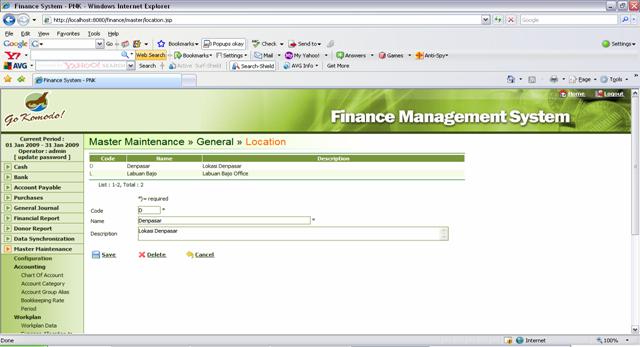 Finance System - PNK - Windows Internet Explorer
http://localhost:8080/finance/master/location.jsp
Google
File Edit View Favorites Tools Help
Google Go Bookmarks Popups okay Check Send to Settings
Y! Web Search Bookmarks Settings Mail My Yahoo! Answers Games Anti-Spy
AVG YAHOO! SEARCH Search Active Surf-Shield Search-Shield AVG Info Get More
Finance System - PNK Page Tools
Home Logout
Go Komodo!
Finance Management System
Current Period :
01 Jan 2009 - 31 Jan 2009
Operator : admin
[ update password ]
Cash
Bank
Account Payable
Purchases
General Journal
Financial Report
Donor Report
Data Synchronization
Master Maintenance
Configuration
Accounting
Chart Of Account
Account Category
Account Group Alias
Bookkeeping Rate
Period
Workplan
Workplan Data
Master Maintenance » General » Location
Code Name Description
D Denpasar Lokasi Denpasar
L Labuan Bajo Labuan Bajo Office
List : 1-2, Total : 2
*)= required
Code D *
Name Denpasar *
Description Lokasi Denpasar
Save Delete Cancel
Done Internet 100%